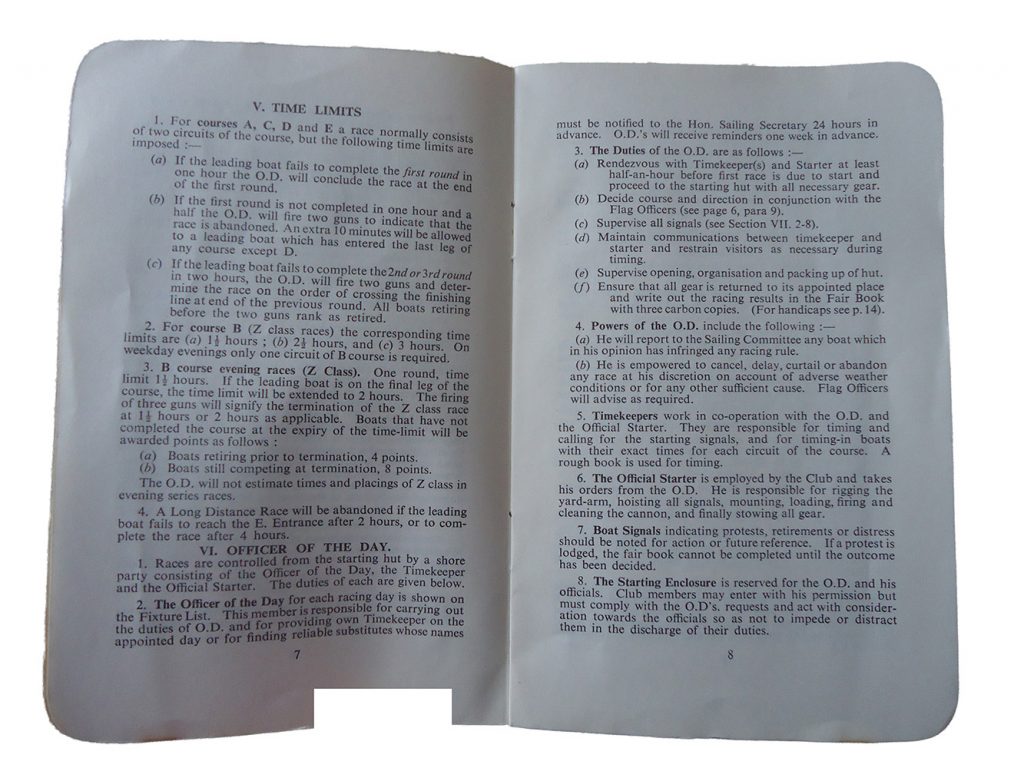 V. TIME LIMITS
1. For courses A, C, D and E a race normally consists
of two circuits of the course, but the following time limits are
imposed :—
(a) If the leading boat fails to complete the first round in
one hour the O.D. will conclude the race at the end
of the first round.
(b) If the first round is not completed in one hour and a
half the O.D. will fire two guns to indicate that the
race is abandoned. An extra 10 minutes will be allowed
to a leading boat which has entered the last leg of
any course except D.
(c) If the leading boat fails to complete the 2nd or 3rd round
in two hours, the O.D. will fire two guns and deter-
mine the race on the order of crossing the finishing
line at end of the previous round. All boats retiring
before the two guns rank as retired.
2. For course B (Z class races) the corresponding time
limits are (a) 1½ hours ; (b) 2½ hours, and (c) 3 hours. On
weekday evenings only one circuit of B course is required.
3. B course evening races (Z Class). One round, time
limit 1½ hours. If the leading boat is on the final leg of the
course, the time limit will be extended to 2 hours. The firing
of three guns will signify the termination of the Z class race
at 1½ hours or 2 hours as applicable. Boats that have not
completed the course at the expiry of the time-limit will be
awarded points as follows :
(a) Boats retiring prior to termination, 4 points.
(b) Boats still competing at termination, 8 points.
The O.D. will not estimate times and placings of Z class in
evening series races.
4. A Long Distance Race will be abandoned if the leading
boat fails to reach the E. Entrance after 2 hours, or to com-
plete the race after 4 hours.
VI. OFFICER OF THE DAY.
1. Races are controlled from the starting hut by a shore
party consisting of the Officer of the Day, the Timekeeper
and the Official Starter. The duties of each are given below.
2. The Officer of the Day for each racing day is shown on
the Fixture List. This member is responsible for carrying out
the duties of O.D. and for providing own Timekeeper on the
appointed day or for finding reliable substitutes whose names
7
must be notified to the Hon. Sailing Secretary 24 hours in
advance. O.D.'s will receive reminders one week in advance.
3. The Duties of the O.D. are as follows :—
(a) Rendezvous with Timekeeper(s) and Starter at least
half-an-hour before first race is due to start and
proceed to the starting hut with all necessary gear.
(b) Decide course and direction in conjunction with the
Flag Officers (see page 6, para 9).
(c) Supervise all signals (see Section VII. 2-8).
(d) Maintain communications between timekeeper and
starter and restrain visitors as necessary during
timing.
(e) Supervise opening, organisation and packing up of hut.
(f) Ensure that all gear is returned to its appointed place
and write out the racing results in the Fair Book
with three carbon copies. (For handicaps see p. 14).
4. Powers of the O.D. include the following :—
(a) He will report to the Sailing Committee any boat which
in his opinion has infringed any racing rule.
(b) He is empowered to cancel, delay, curtail or abandon
any race at his discretion on account of adverse weather
conditions or for any other sufficient cause. Flag Officers
will advise as required.
5. Timekeepers work in co-operation with the O.D. and
the Official Starter. They are responsible for timing and
calling for the starting signals, and for timing-in boats
with their exact times for each circuit of the course. A
rough book is used for timing.
6. The Official Starter is employed by the Club and takes
his orders from the O.D. He is responsible for rigging the
yard-arm, hoisting all signals, mounting, loading, firing and
cleaning the cannon, and finally stowing all gear.
7. Boat Signals indicating protests, retirements or distress
should be noted for action or future reference. If a protest is
lodged, the fair book cannot be completed until the outcome
has been decided.
8. The Starting Enclosure is reserved for the O.D. and his
officials. Club members may enter with his permission but
must comply with the O.D's. requests and act with consider-
ation towards the officials so as not to impede or distract
them in the discharge of their duties.
8